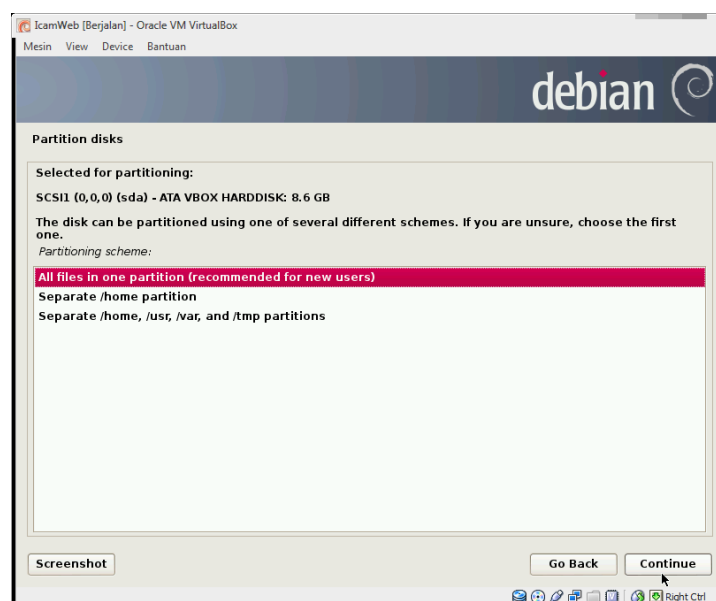 IcamWeb [Berjalan] - Oracle VM VirtualBox
Mesin View Device Bantuan
debian
Partition disks
Selected for partitioning:
SCSI1 (0,0,0) (sda) - ATA VBOX HARDDISK: 8.6 GB
The disk can be partitioned using one of several different schemes. If you are unsure, choose the first
one.
Partitioning scheme:
All files in one partition (recommended for new users)
Separate /home partition
Separate /home, /usr, /var, and /tmp partitions
Screenshot Go Back Continue
Right Ctrl